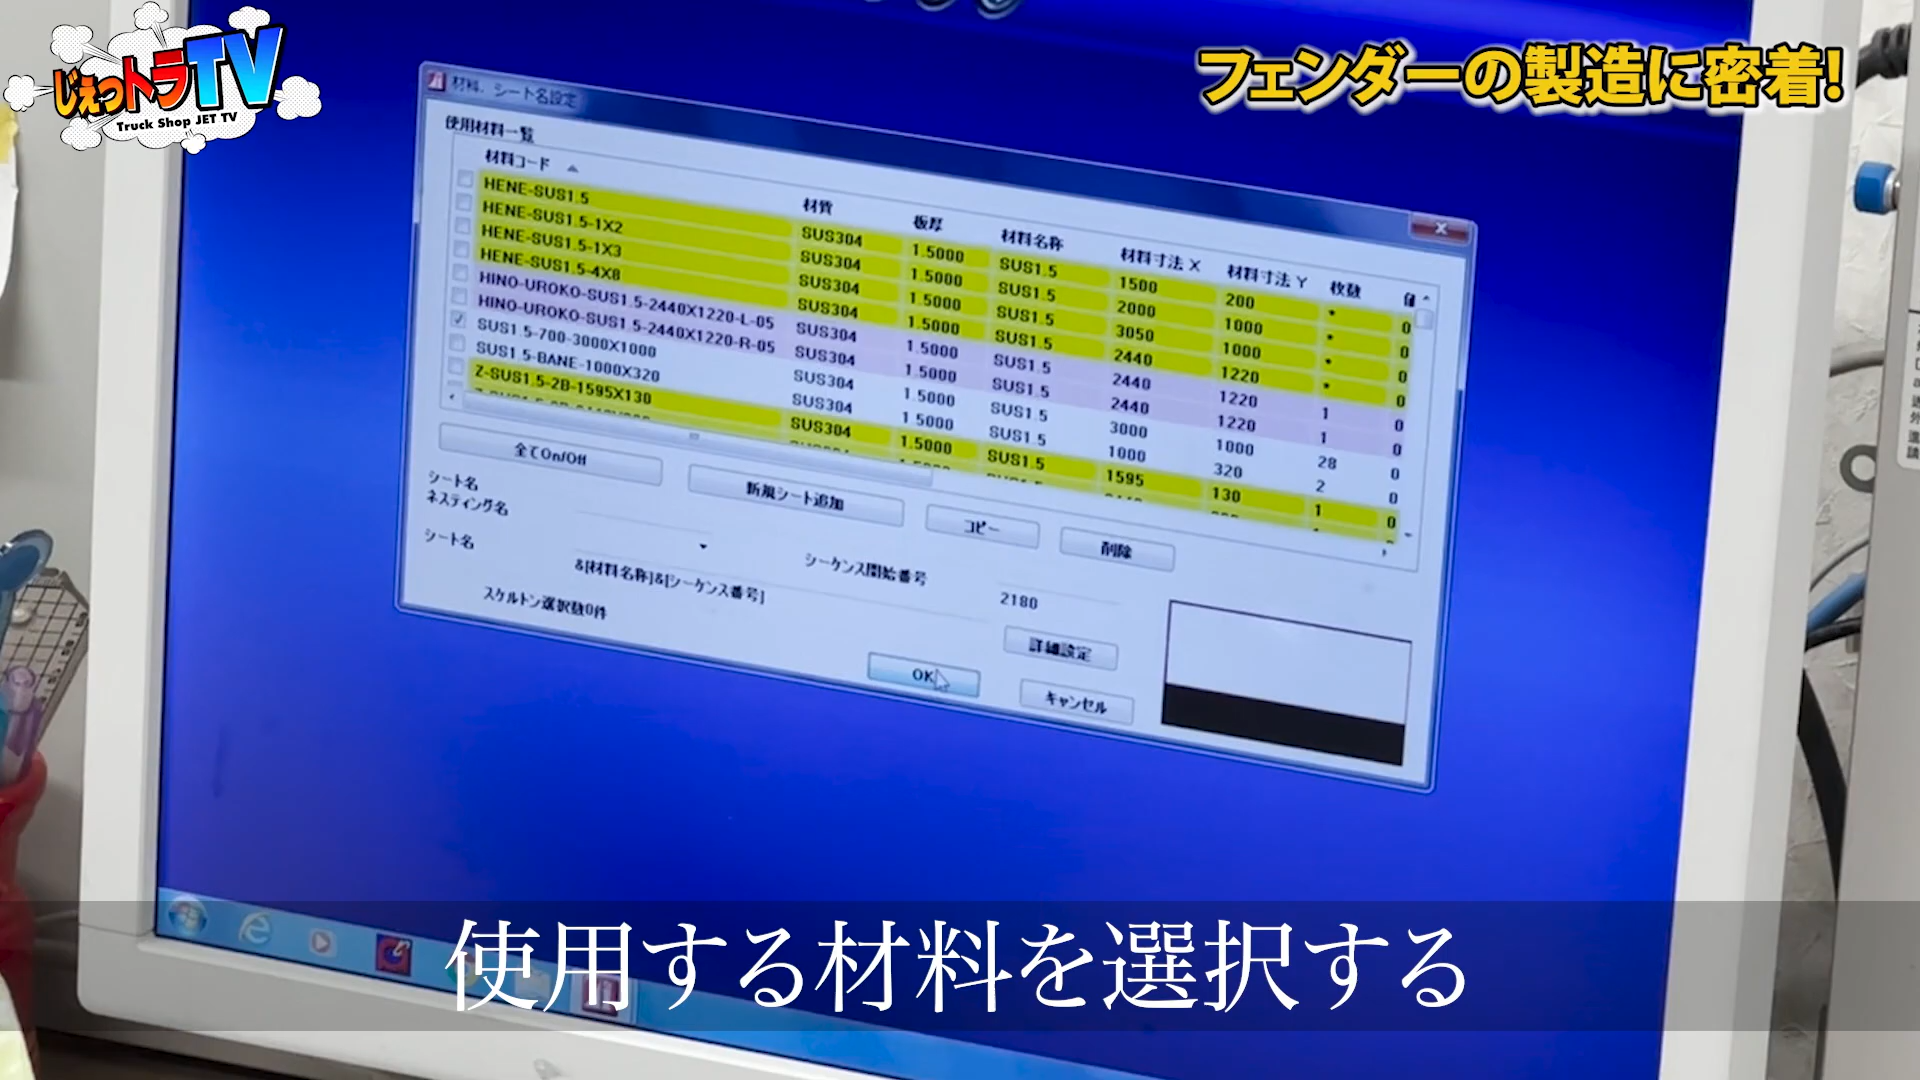 じぇっトラTV
Truck Shop JET TV
フェンダーの製造に密着!
材料、シート名設定
使用材料一覧
材料コード 材質 板厚 材料名称 材料寸法 X 材料寸法 Y 枚数
HENE-SUS1.5 SUS304 1.5000 SUS1.5 1500 200 * 0
HENE-SUS1.5-1X2 SUS304 1.5000 SUS1.5 2000 1000 * 0
HENE-SUS1.5-1X3 SUS304 1.5000 SUS1.5 3050 1000 * 0
HENE-SUS1.5-4X8 SUS304 1.5000 SUS1.5 2440 1220 * 0
HINO-UROKO-SUS1.5-2440X1220-L-05 SUS304 1.5000 SUS1.5 2440 1220 1 0
HINO-UROKO-SUS1.5-2440X1220-R-05 SUS304 1.5000 SUS1.5 2440 1220 1 0
SUS1.5-700-3000X1000 SUS304 1.5000 SUS1.5 3000 1000 28 0
SUS1.5-BANE-1000X320 SUS304 1.5000 SUS1.5 1000 320 2 0
Z-SUS1.5-2B-1595X130 SUS304 1.5000 SUS1.5 1595 130 1 0
全てOn/Off 新規シート追加 コピー 削除
シート名
ネスティング名
シーケンス開始番号 2180
シート名 &[材料名称]&[シーケンス番号]
詳細設定
スケルトン選択数0件
OK キャンセル
使用する材料を選択する